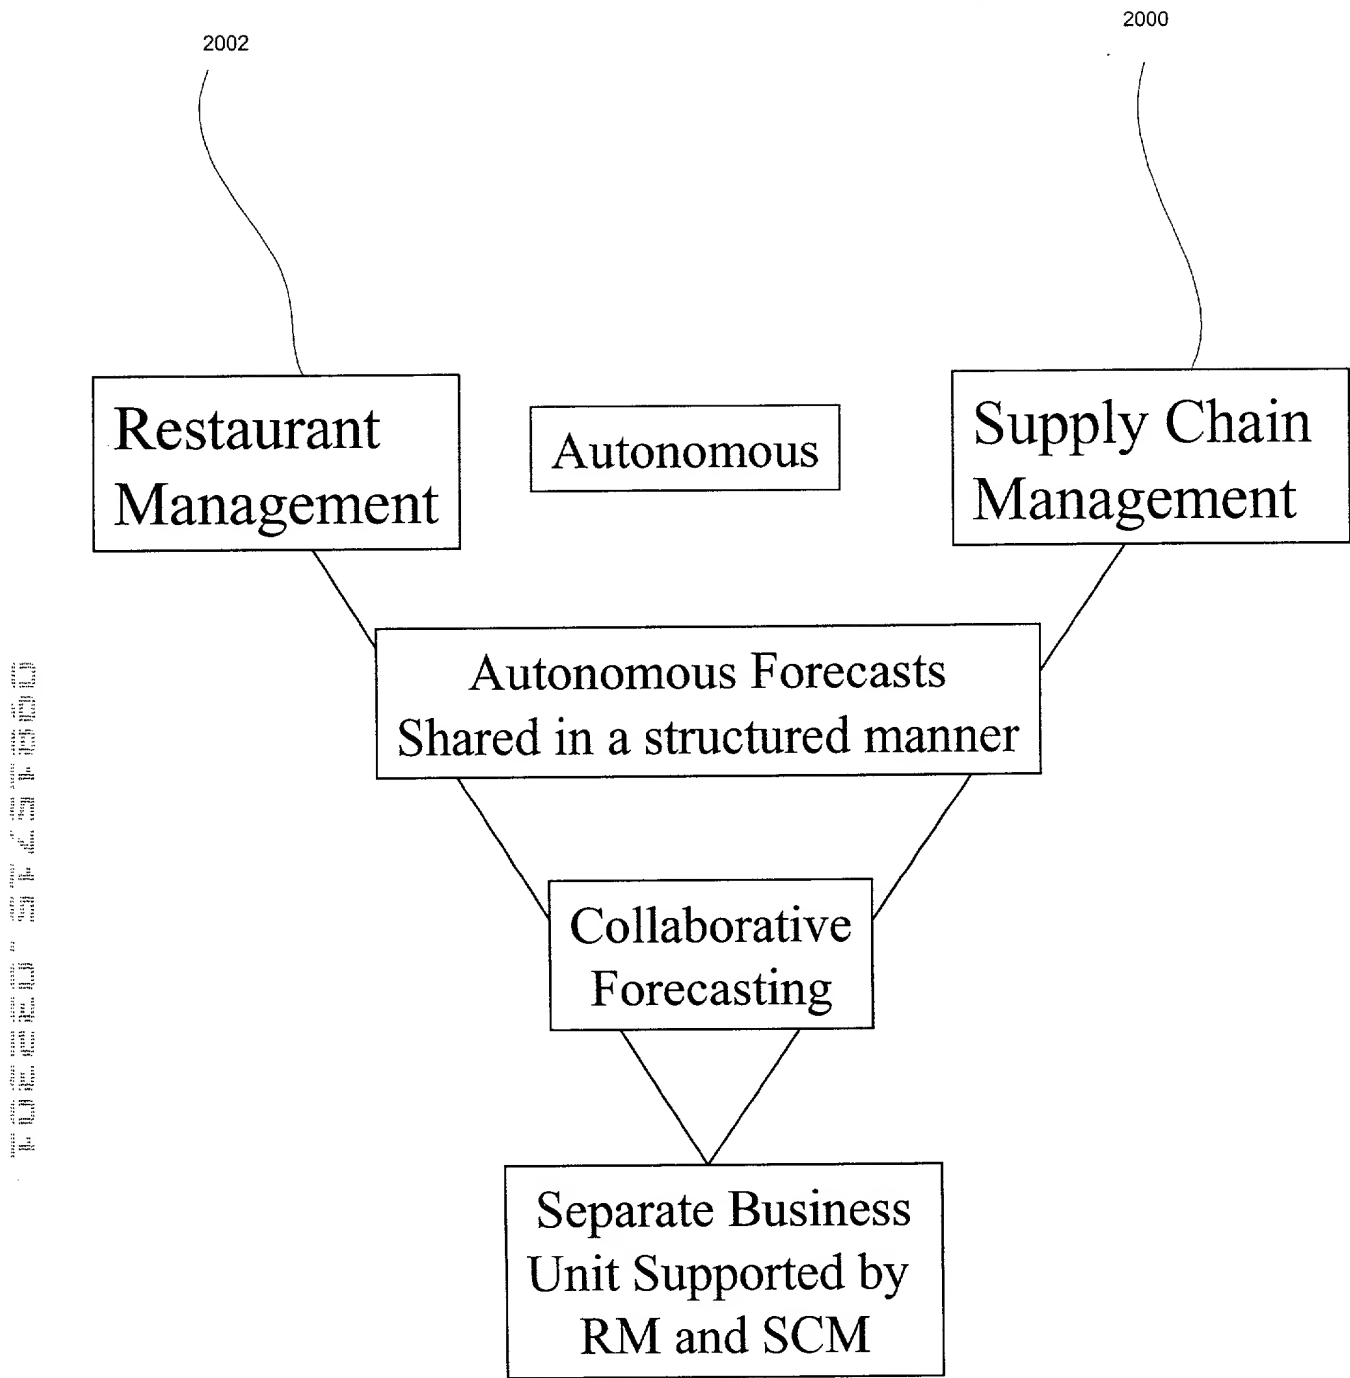 2002
2000
Restaurant
Management
Autonomous
Supply Chain
Management
Autonomous Forecasts
Shared in a structured manner
Collaborative
Forecasting
Separate Business
Unit Supported by
RM and SCM